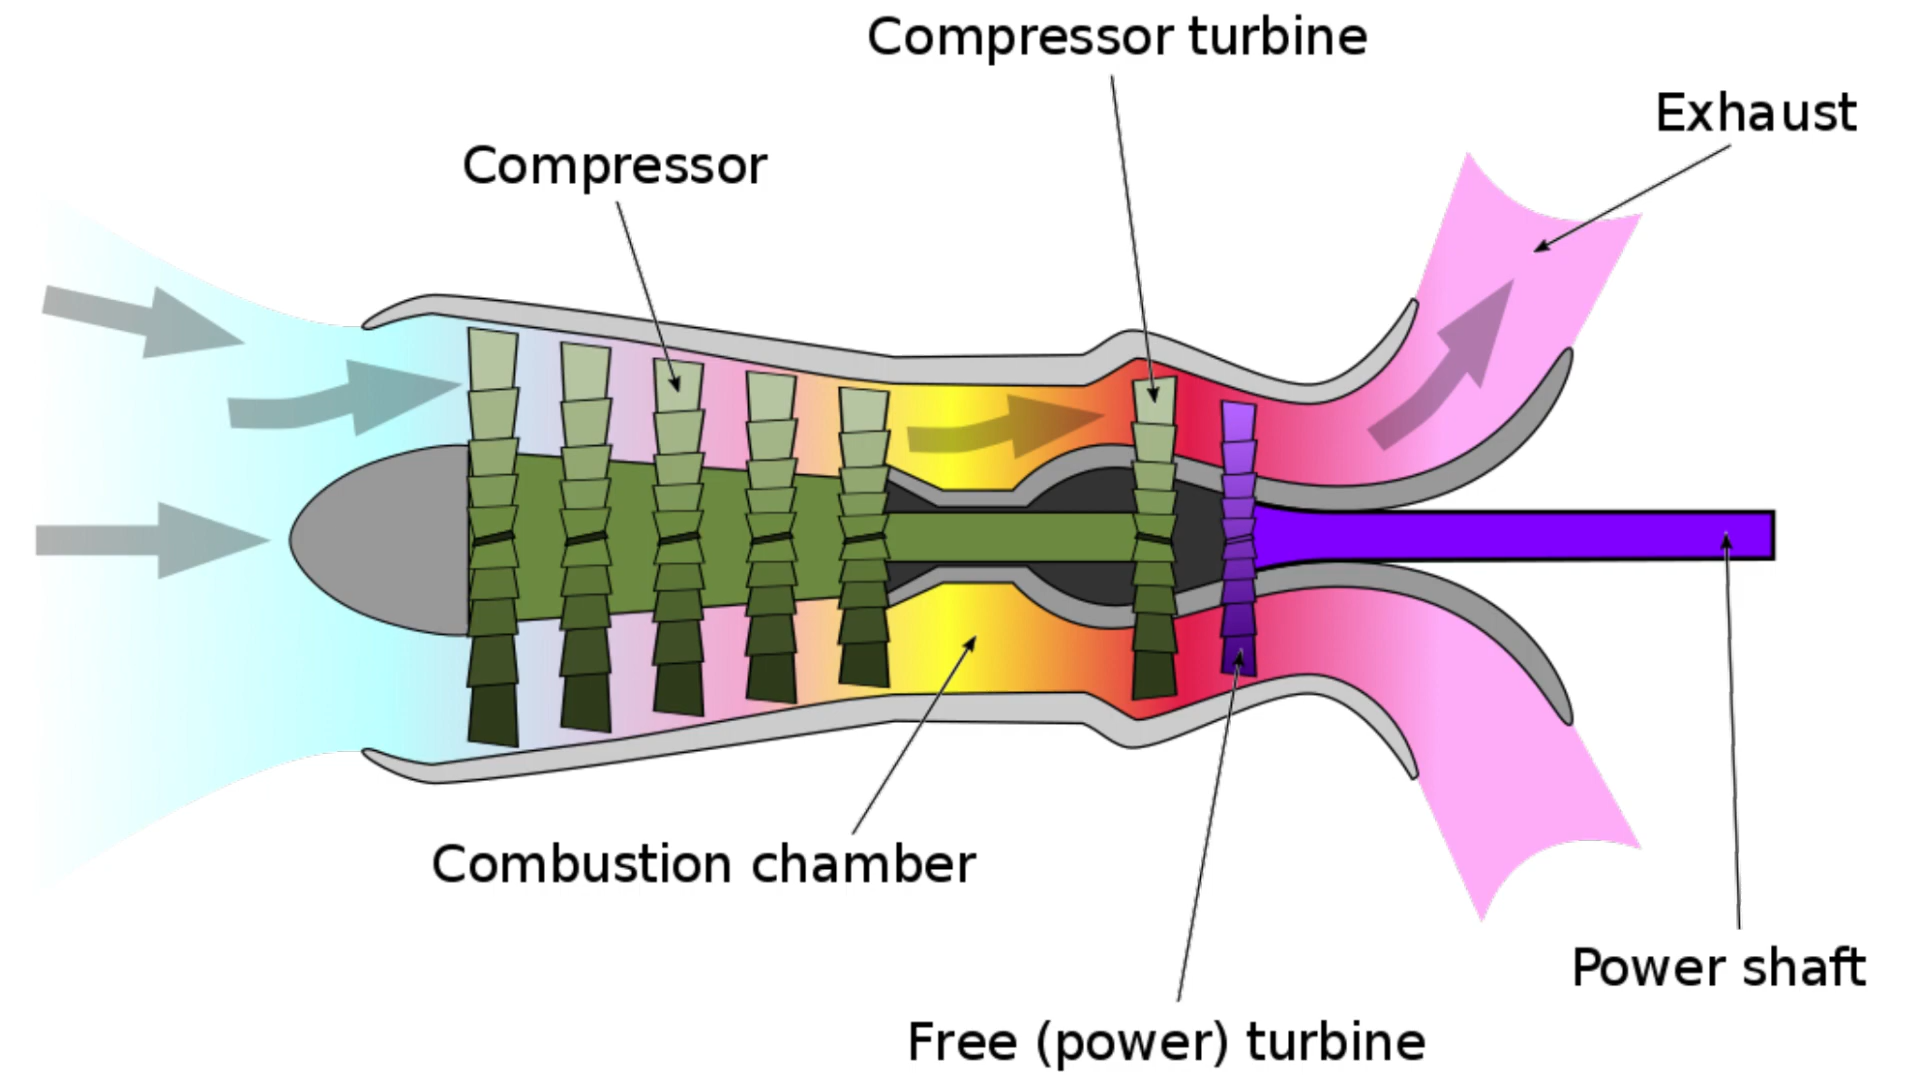 Compressor turbine
Exhaust
Compressor
Combustion chamber
Power shaft
Free (power) turbine